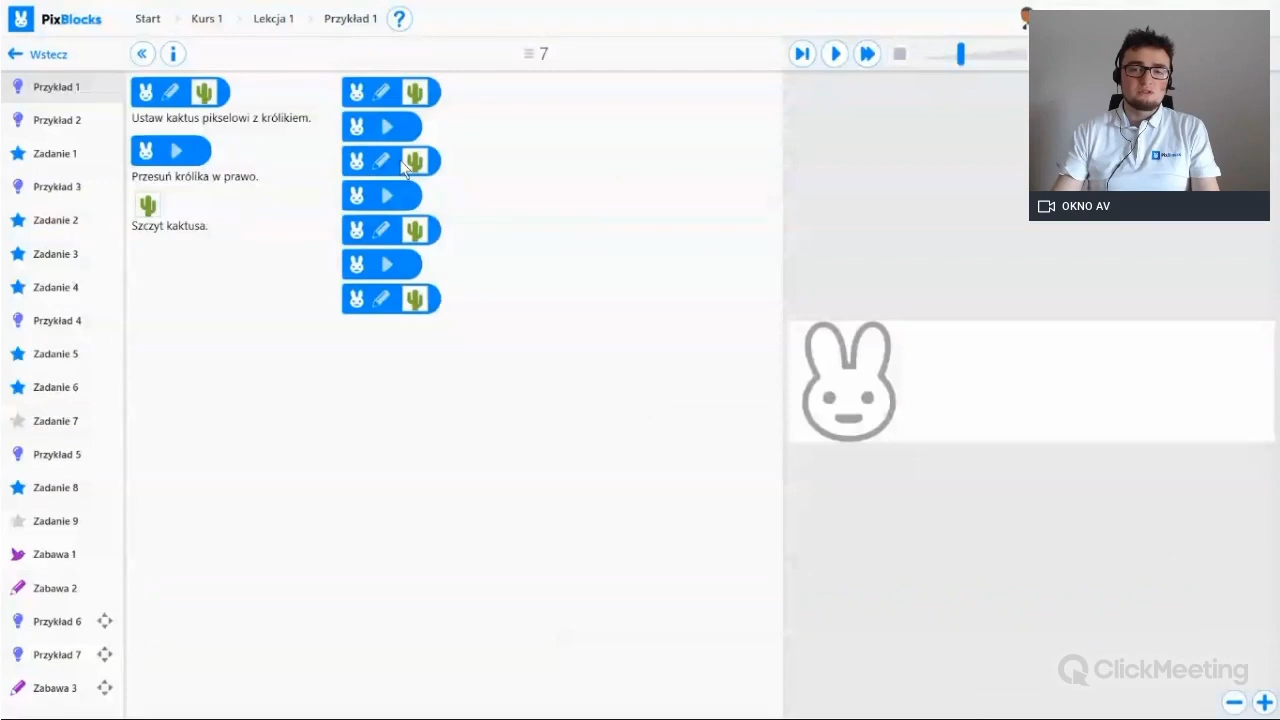 PixBlocks
Start
Kurs 1
Lekcja 1
Przykład 1
?
Wstecz
7
Przykład 1
Przykład 2
Zadanie 1
Przykład 3
Zadanie 2
Zadanie 3
Zadanie 4
Przykład 4
Zadanie 5
Zadanie 6
Zadanie 7
Przykład 5
Zadanie 8
Zadanie 9
Zabawa 1
Zabawa 2
Przykład 6
Przykład 7
Zabawa 3
Ustaw kaktus pikselowi z królikiem.
Przesuń królika w prawo.
Szczyt kaktusa.
PixBlocks
OKNO AV
ClickMeeting